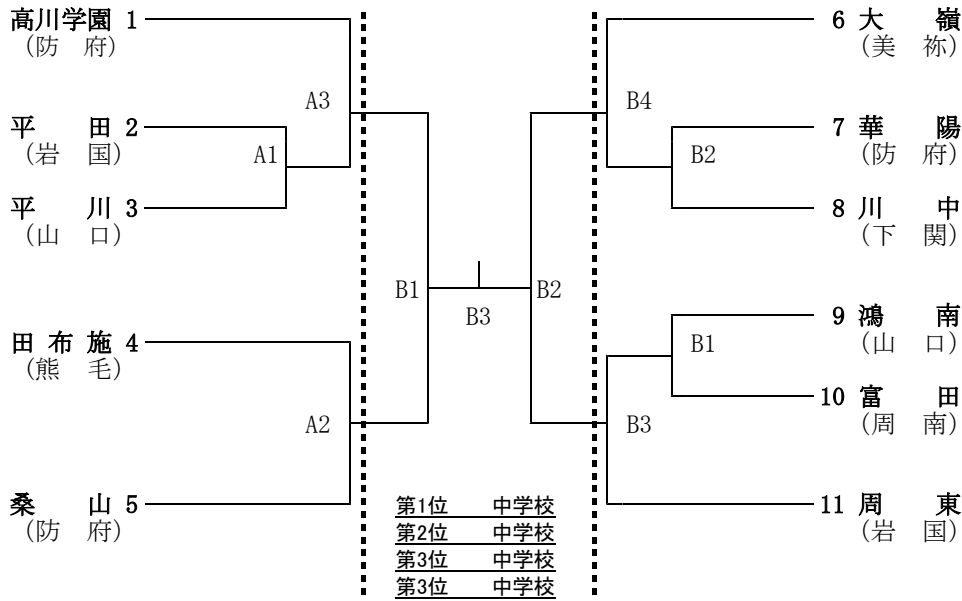 高川学園 1
(防 府)
平 田 2
(岩 国)
平 川 3
(山 口)
田 布 施 4
(熊 毛)
桑 山 5
(防 府)
A3
A1
A2
B1
B3
B2
第1位 中学校
第2位 中学校
第3位 中学校
第3位 中学校
B4
B2
B1
B3
6 大 嶺
(美 祢)
7 華 陽
(防 府)
8 川 中
(下 関)
9 鴻 南
(山 口)
10 富 田
(周 南)
11 周 東
(岩 国)